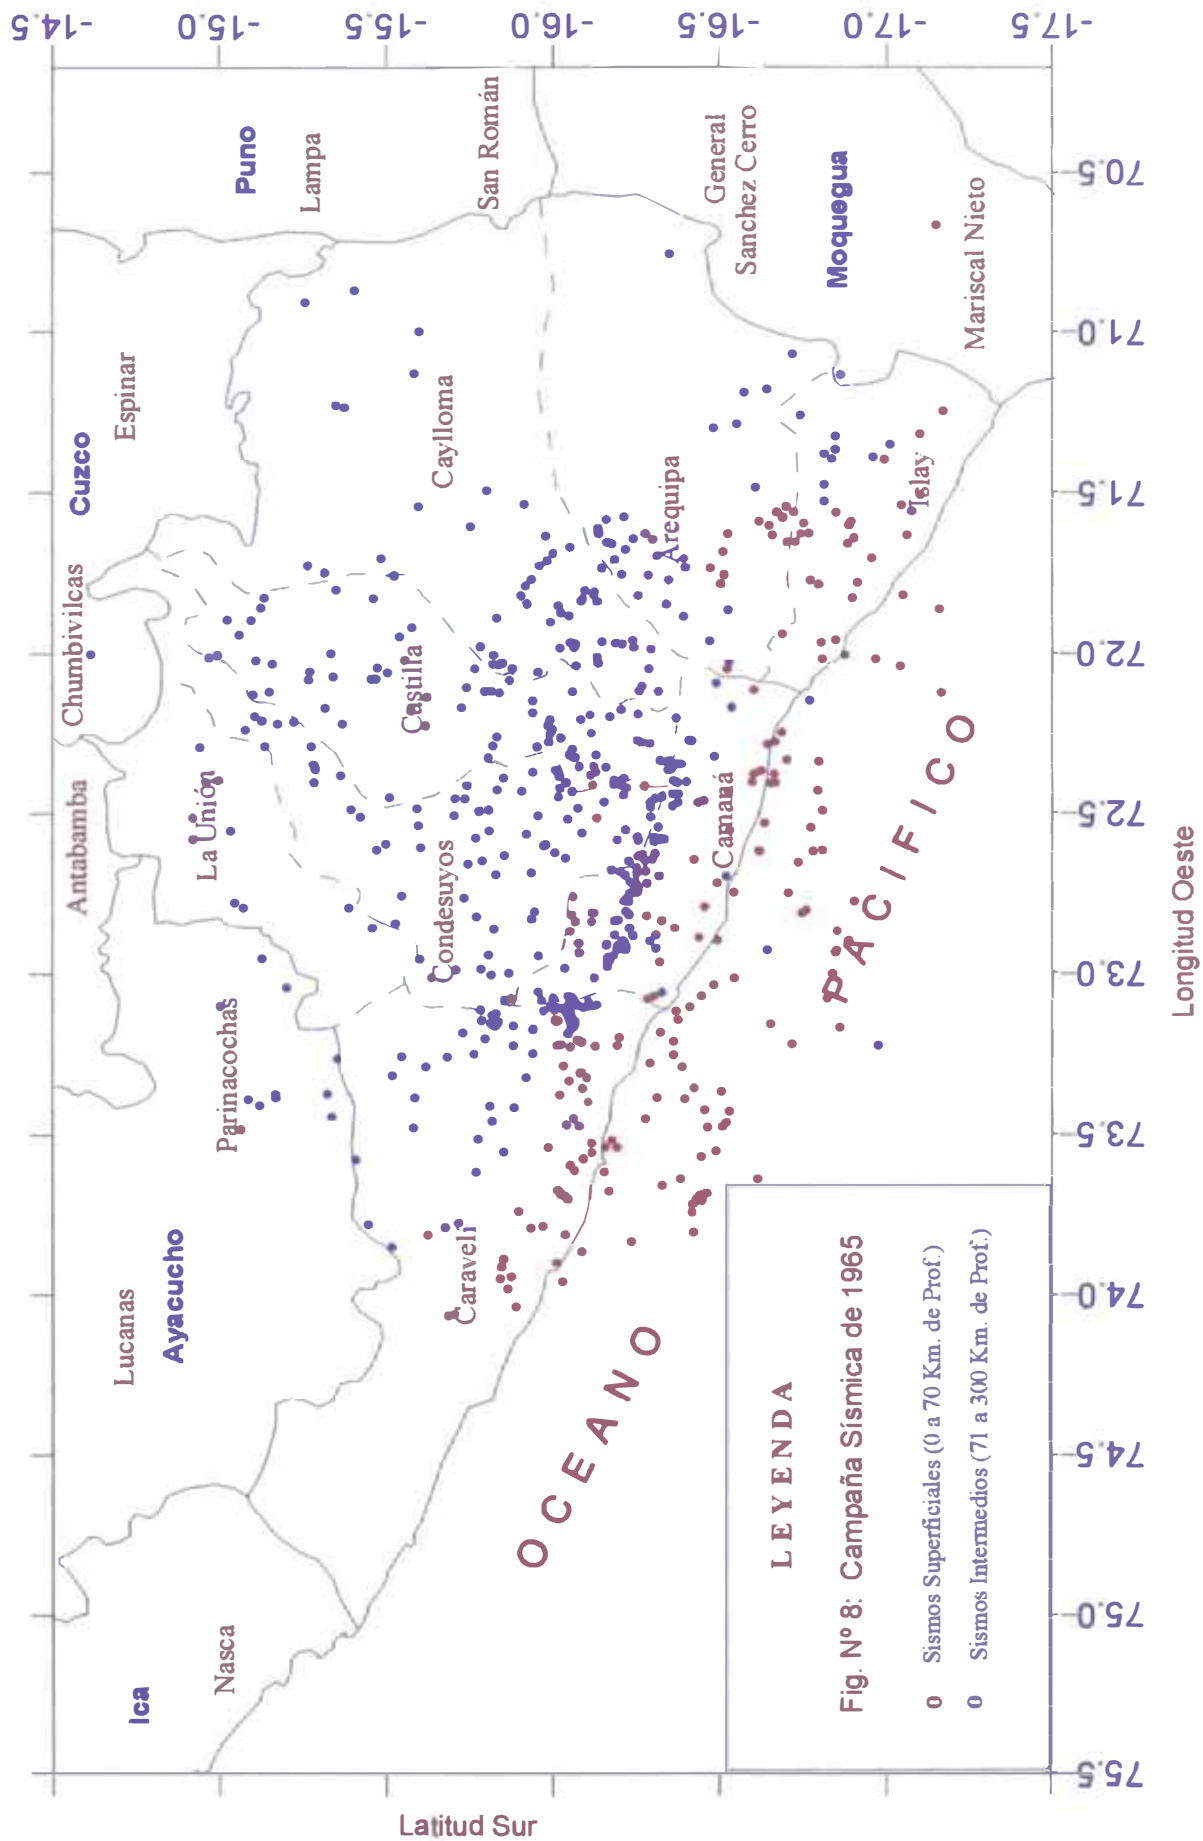 Latitud Sur
-14.5
-15.0
-15.5
-16.0
-16.5
-17.0
-17.5
Ica
Nasca
Lucanas
Ayacucho
Parinacochas
Antabamba
La Unión
Chumbivilcas
Cuzco
Espinar
Puno
Lampa
San Román
Caylloma
Castilla
Condesuyos
Caravelí
Camaná
Arequipa
Islay
General
Sanchez Cerro
Moquegua
Mariscal Nieto
OCEANO PACIFICO
LEYENDA
Fig. Nº 8: Campaña Sísmica de 1965
0 Sismos Superficiales (0 a 70 Km. de Prof.)
0 Sismos Intermedios (71 a 300 Km. de Prof.)
75.5
75.0
74.5
74.0
73.5
73.0
72.5
72.0
71.5
71.0
70.5
Longitud Oeste